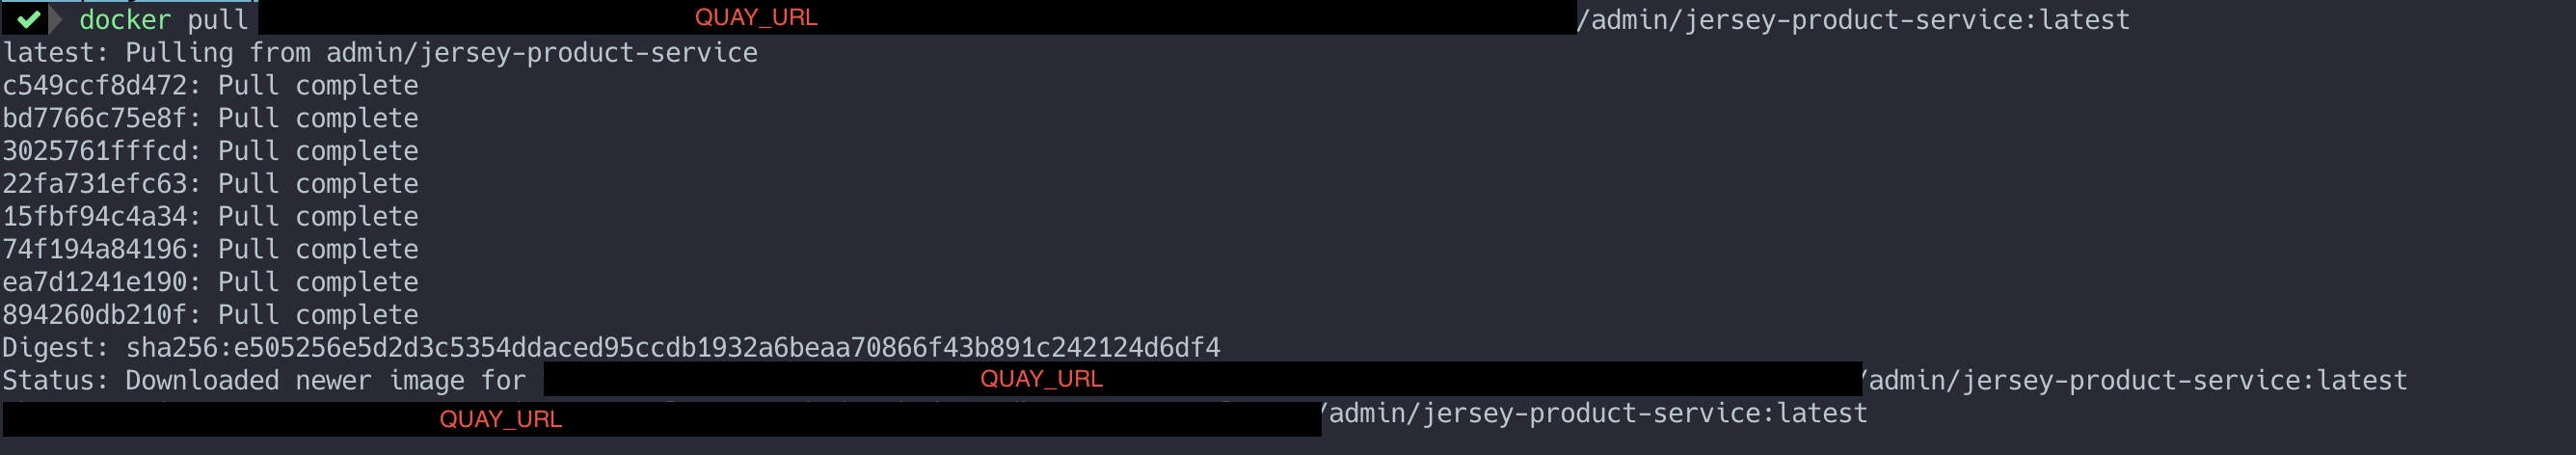 ✔ docker pull QUAY_URL/admin/jersey-product-service:latest
latest: Pulling from admin/jersey-product-service
c549ccf8d472: Pull complete
bd7766c75e8f: Pull complete
3025761fffcd: Pull complete
22fa731efc63: Pull complete
15fbf94c4a34: Pull complete
74f194a84196: Pull complete
ea7d1241e190: Pull complete
894260db210f: Pull complete
Digest: sha256:e505256e5d2d3c5354ddaced95ccdb1932a6beaa70866f43b891c242124d6df4
Status: Downloaded newer image for QUAY_URL/admin/jersey-product-service:latest
QUAY_URL/admin/jersey-product-service:latest